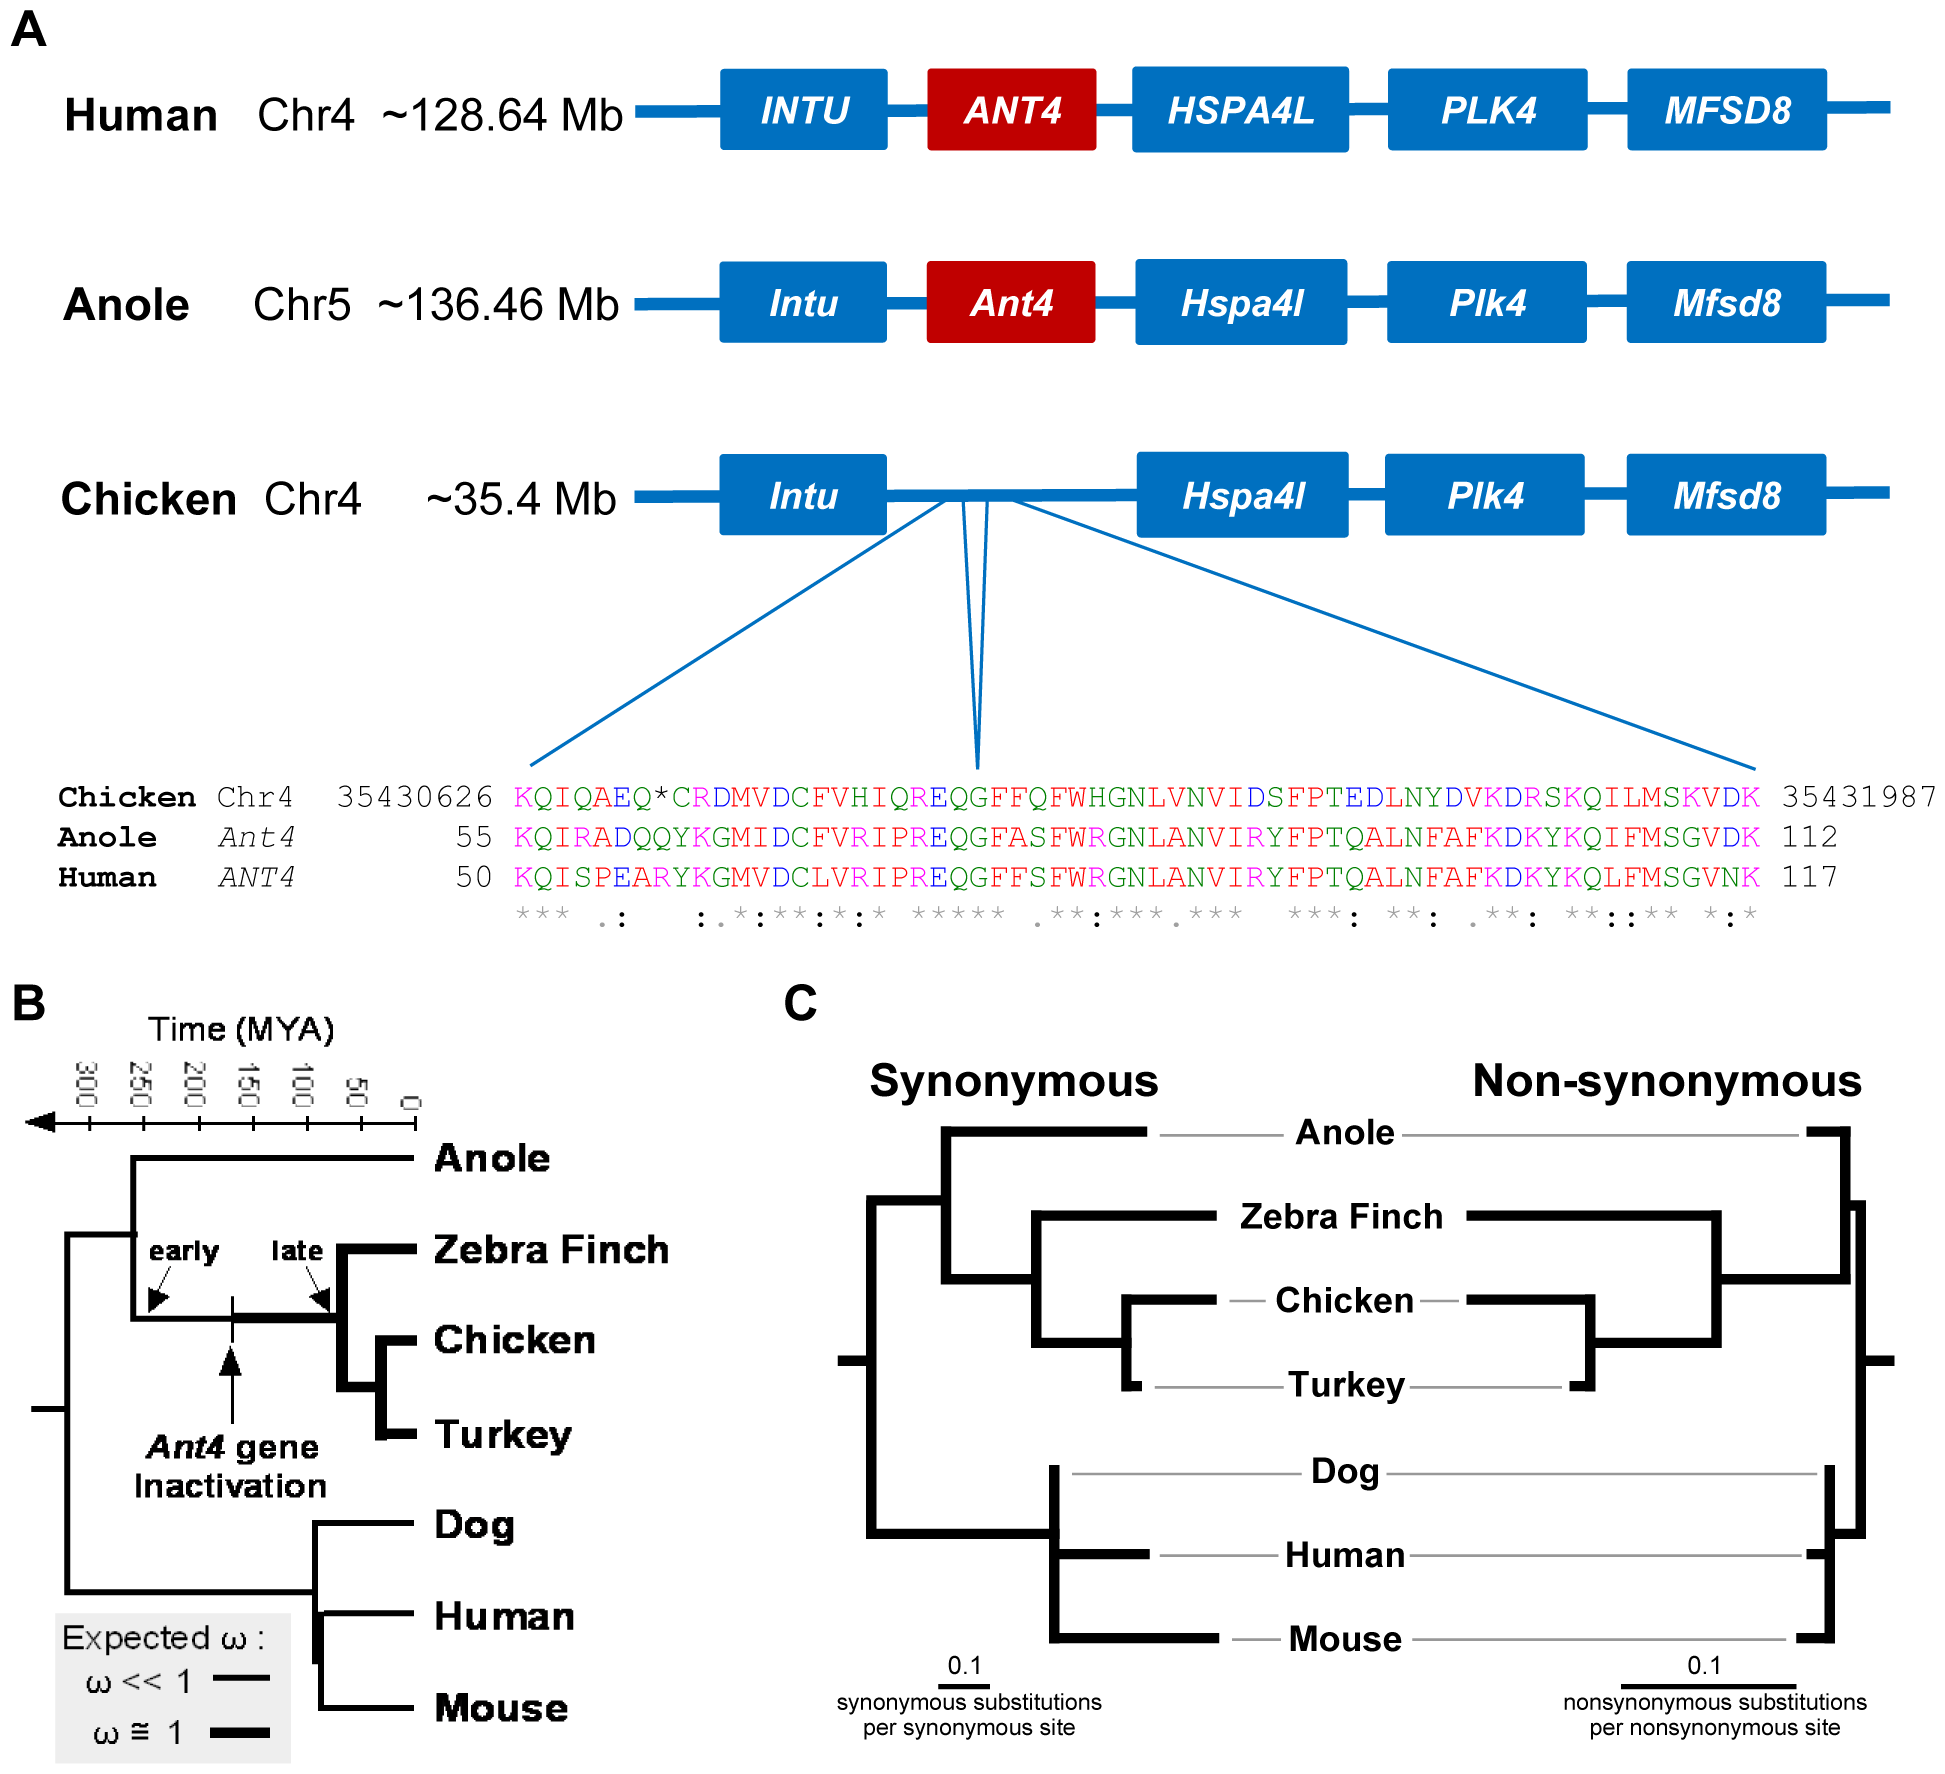 A
Human Chr4 ~128.64 Mb INTU ANT4 HSPA4L PLK4 MFSD8
Anole Chr5 ~136.46 Mb Intu Ant4 Hspa4l Plk4 Mfsd8
Chicken Chr4 ~35.4 Mb Intu Hspa4l Plk4 Mfsd8
Chicken Chr4 35430626 KQIQAEQ*CRDMVDCFVHIQREQGFFQFWHGNLVNVIDSFPTEDLNYDVKDRSKQILMSKVDK 35431987
Anole Ant4 55 KQIRADQQYKGMIDCFVRIPREQGFASFWRGNLANVIRYFPTQALNFAFKDKYKQIFMSGVDK 112
Human ANT4 50 KQISPEARYKGMVDCLVRIPREQGFFSFWRGNLANVIRYFPTQALNFAFKDKYKQLFMSGVNK 117
*** .:   :.*:**:*:* ***** .**:***.***  ***: **: .**: **::** *:*
B
Time (MYA)
300 250 200 150 100 50 0
Anole
early late
Zebra Finch
Chicken
Turkey
Ant4 gene
Inactivation
Dog
Human
Mouse
Expected ω :
ω << 1
ω ≅ 1
C
Synonymous Non-synonymous
Anole
Zebra Finch
Chicken
Turkey
Dog
Human
Mouse
0.1
synonymous substitutions
per synonymous site
0.1
nonsynonymous substitutions
per nonsynonymous site